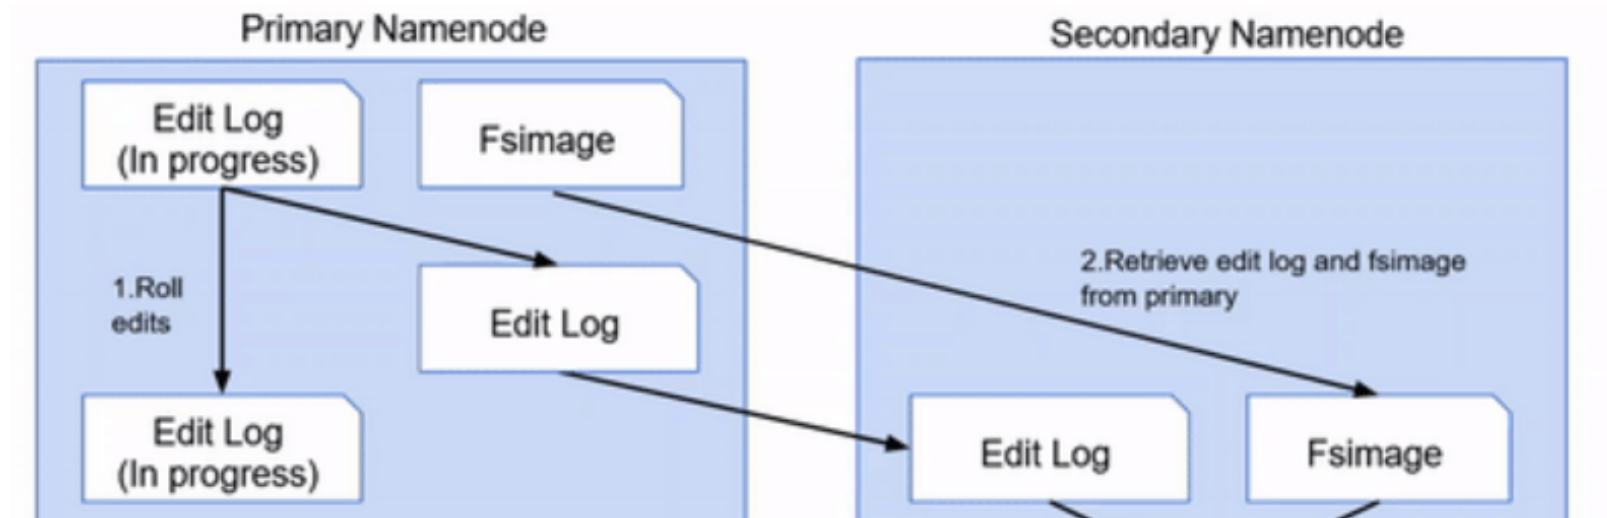 Primary Namenode
Secondary Namenode
Edit Log
(In progress)
Fsimage
1.Roll
edits
Edit Log
2.Retrieve edit log and fsimage
from primary
Edit Log
(In progress)
Edit Log
Fsimage